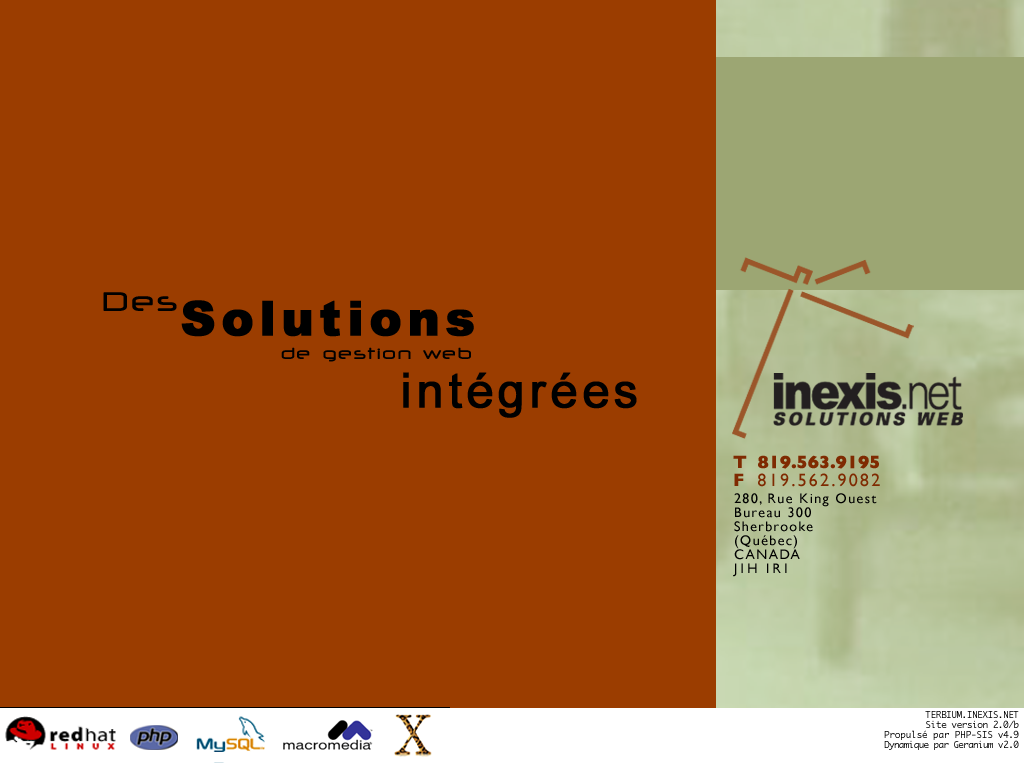 Des
Solutions
de gestion web
intégrées
inexis.net
SOLUTIONS WEB
T 819.563.9195
F 819.562.9082
280, Rue King Ouest
Bureau 300
Sherbrooke
(Québec)
CANADA
J1H 1R1
redhat
LINUX
php
MySQL
macromedia
X
TERBIUM.INEXIS.NET
Site version 2.0/b
Propulsé par PHP-SIS v4.9
Dynamique par Geranium v2.0